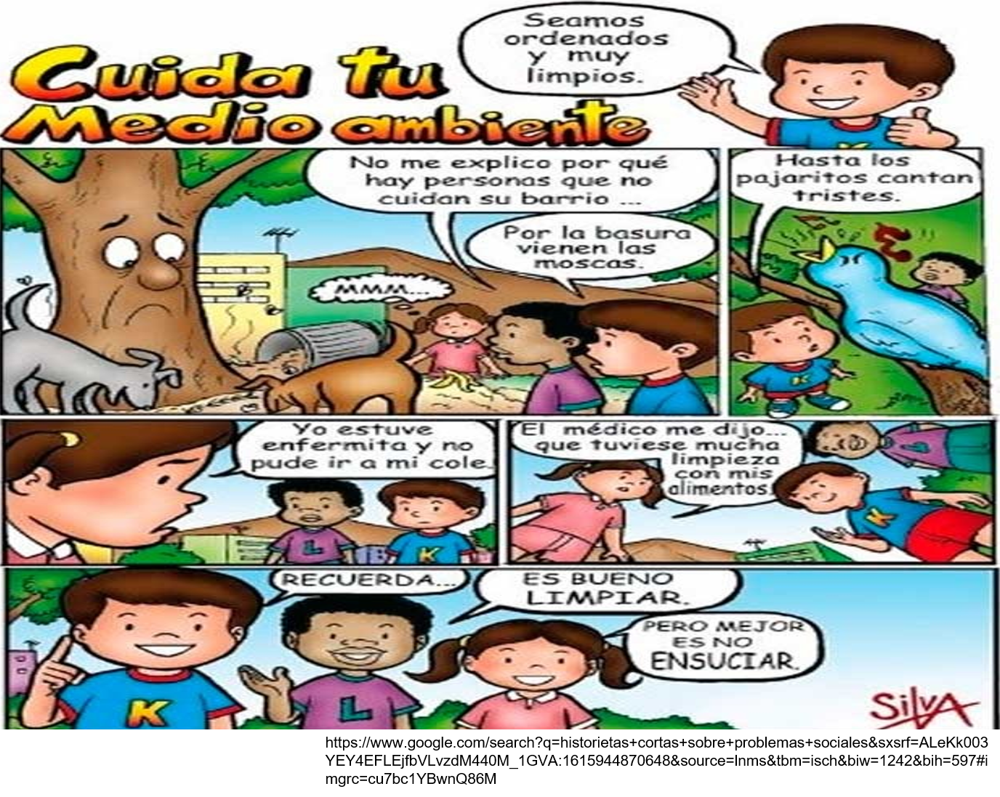 Seamos
ordenados
y muy
limpios.
Cuida tu
Medio ambiente
No me explico por qué
hay personas que no
cuidan su barrio ...
Por la basura
vienen las
moscas.
MMM...
Hasta los
pajaritos cantan
tristes.
K
Yo estuve
enfermita y no
pude ir a mi cole.
L
K
El médico me dijo...
que tuviese mucha
limpieza
con mis
alimentos.
L
K
RECUERDA...
ES BUENO
LIMPIAR.
PERO MEJOR
ES NO
ENSUCIAR.
K
L
SilvA
https://www.google.com/search?q=historietas+cortas+sobre+problemas+sociales&sxsrf=ALeKk003
YEY4EFLEjfbVLvzdM440M_1GVA:1615944870648&source=lnms&tbm=isch&biw=1242&bih=597#i
mgrc=cu7bc1YBwnQ86M